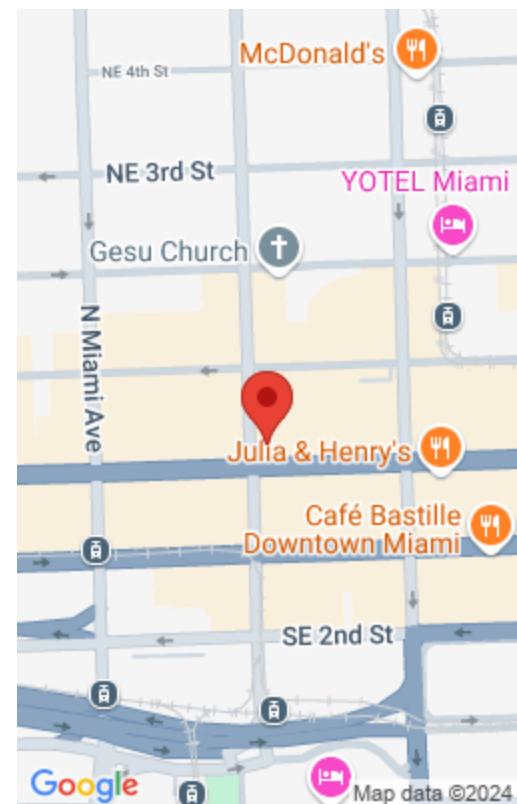 McDonald's
NE 4th St
NE 3rd St
YOTEL Miami
Gesu Church
N Miami Ave
Julia & Henry's
Café Bastille
Downtown Miami
SE 2nd St
Google
Map data ©2024